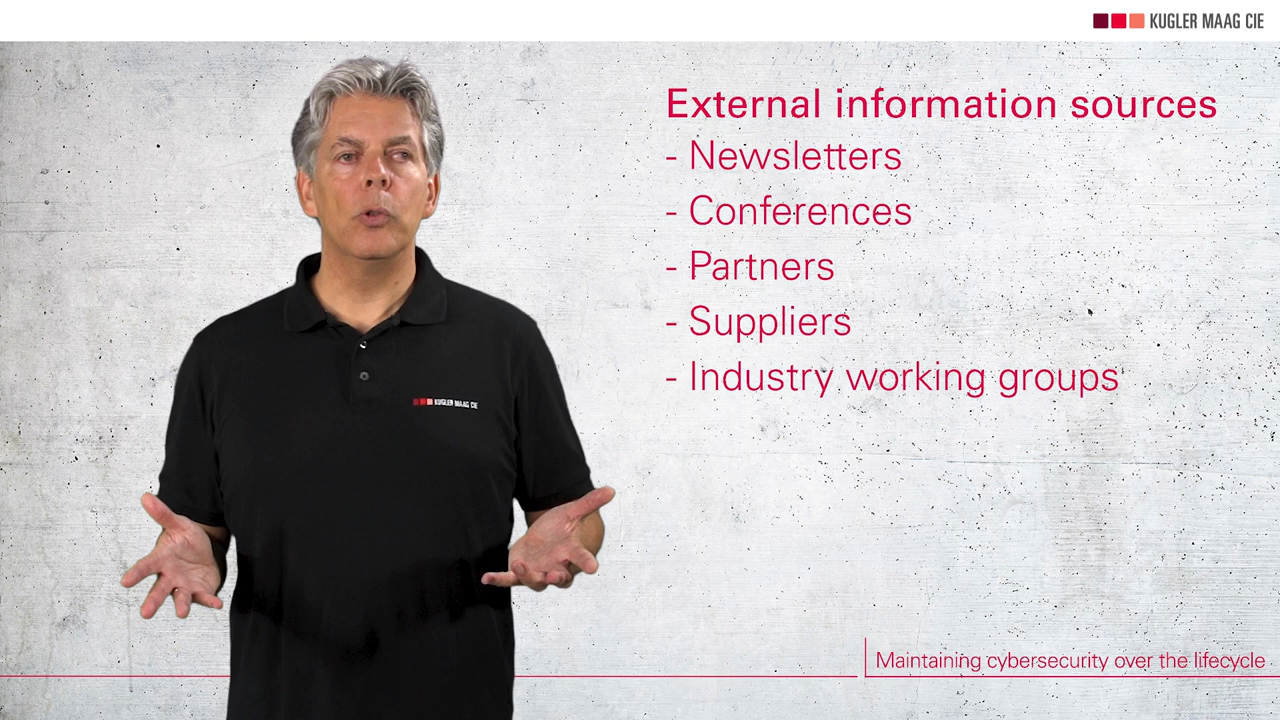 KUGLER MAAG CIE
External information sources
- Newsletters
- Conferences
- Partners
- Suppliers
- Industry working groups
KUGLER MAAG CIE
Maintaining cybersecurity over the lifecycle